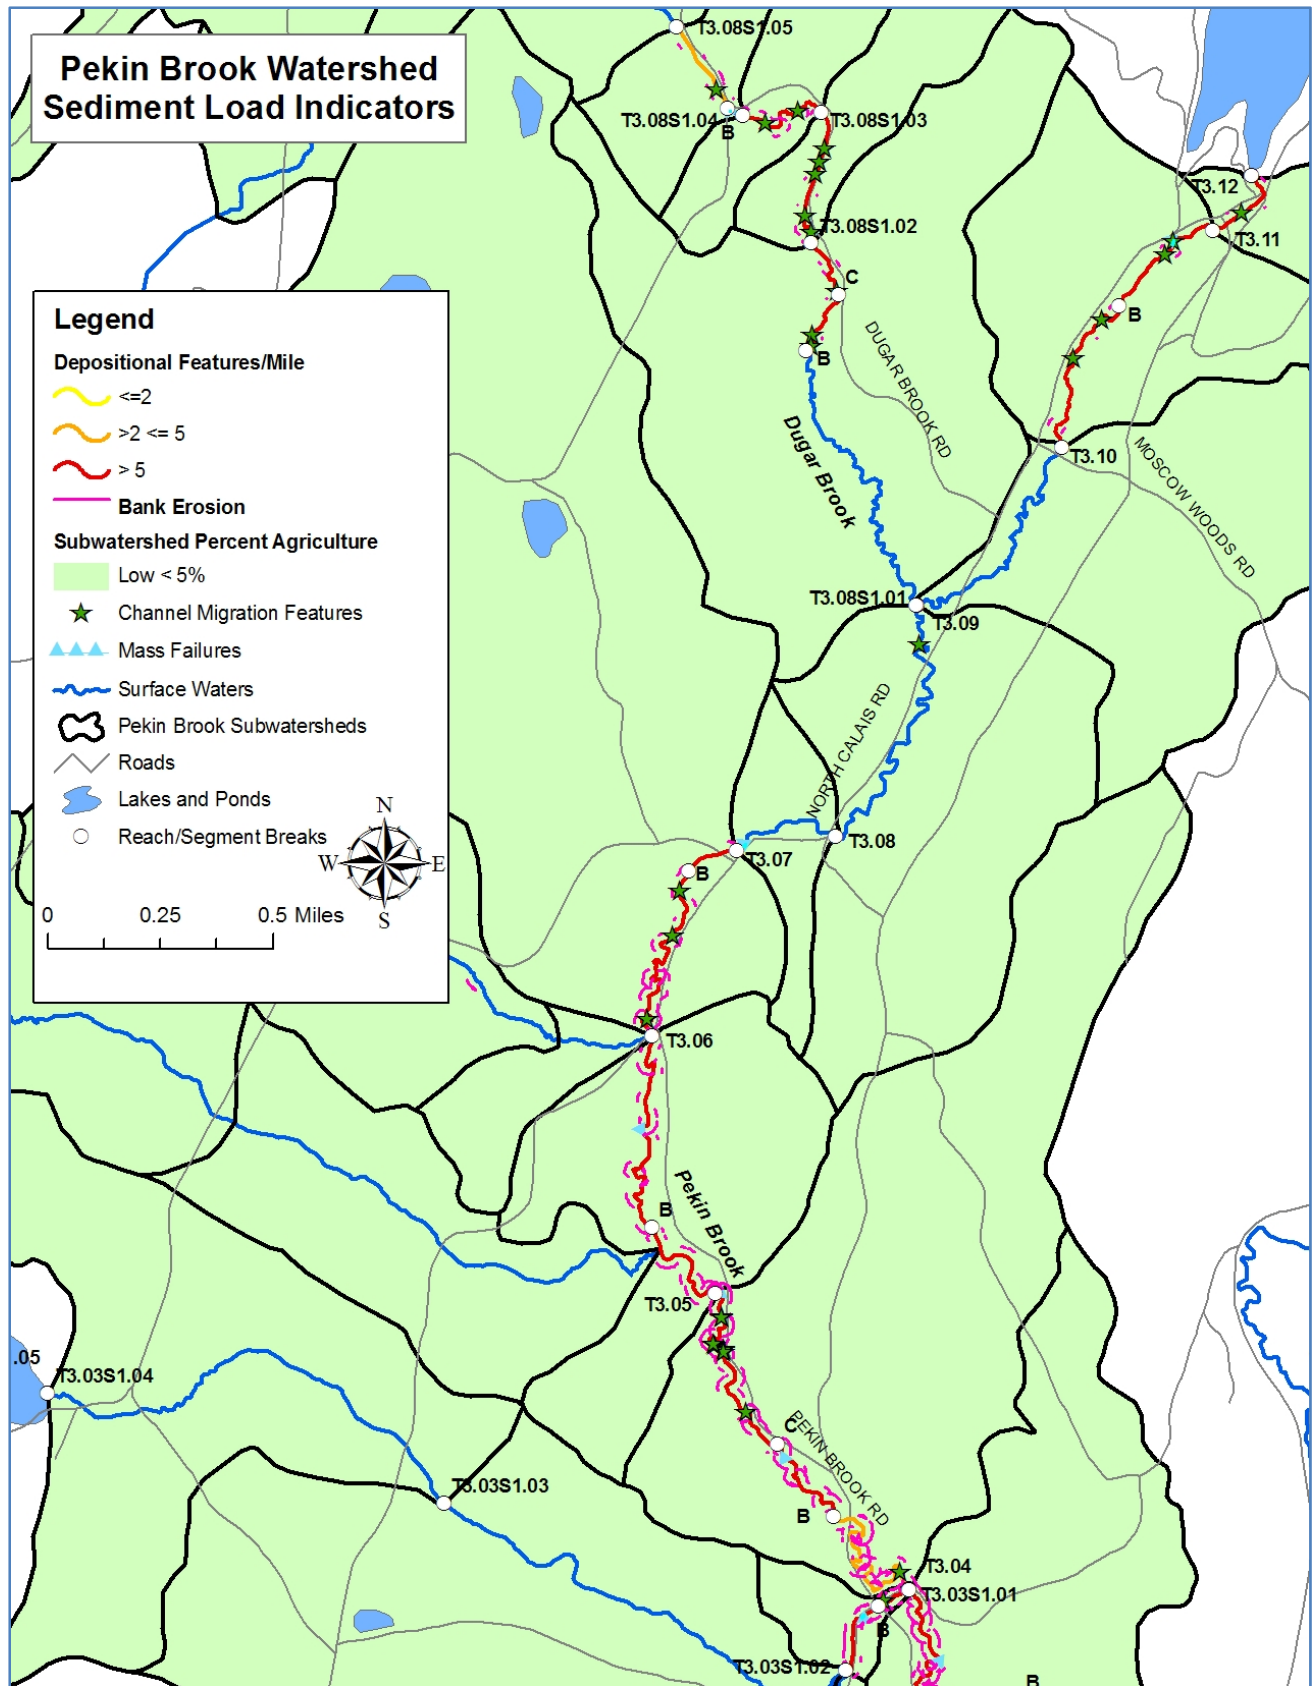 Pekin Brook Watershed
Sediment Load Indicators
T3.08S1.05
T3.08S1.04
B
T3.08S1.03
T3.08S1.02
C
B
DUGAR BROOK RD
Dugar Brook
T3.12
T3.11
B
T3.10
MOSCOW WOODS RD
T3.08S1.01
T3.09
NORTH CALAIS RD
T3.08
T3.07
B
T3.06
Pekin Brook
B
T3.05
C
PEKIN BROOK RD
B
T3.04
T3.03S1.01
B
T3.03S1.02
B
.05
T3.03S1.04
T3.03S1.03
Legend
Depositional Features/Mile
<=2
>2 <= 5
> 5
Bank Erosion
Subwatershed Percent Agriculture
Low < 5%
Channel Migration Features
Mass Failures
Surface Waters
Pekin Brook Subwatersheds
Roads
Lakes and Ponds
Reach/Segment Breaks
N
W E
S
0 0.25 0.5 Miles